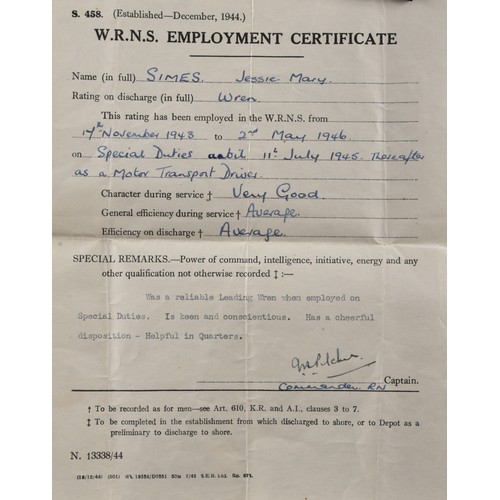 S. 458. (Established—December, 1944.)
W.R.N.S. EMPLOYMENT CERTIFICATE
Name (in full) SIMES. Jessie Mary.
Rating on discharge (in full) Wren.
This rating has been employed in the W.R.N.S. from
17th November 1943 to 2nd May 1946
on Special Duties until 11th July 1945. Thereafter
as a Motor Transport Driver.
Character during service † Very Good.
General efficiency during service † Average.
Efficiency on discharge † Average.
SPECIAL REMARKS.—Power of command, intelligence, initiative, energy and any
other qualification not otherwise recorded ‡ :—
Was a reliable Leading Wren when employed on
Special Duties. Is keen and conscientious. Has a cheerful
disposition - Helpful in Quarters.
Captain.
Commander RN
† To be recorded as for men—see Art. 610, K.R. and A.I., clauses 3 to 7.
‡ To be completed in the establishment from which discharged to shore, or to Depot as a
preliminary to discharge to shore.
N. 13338/44